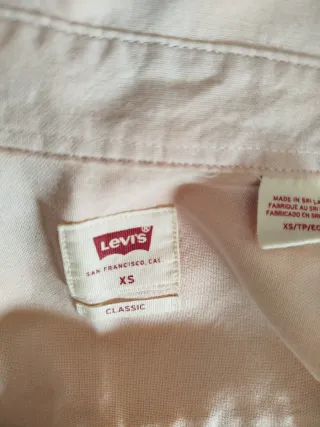 Levi's®
SAN FRANCISCO, CAL
XS
CLASSIC
MADE IN SRI LA
FABRIQUÉ AU SRI
FABRICADO EN SRI
XS/TP/EC